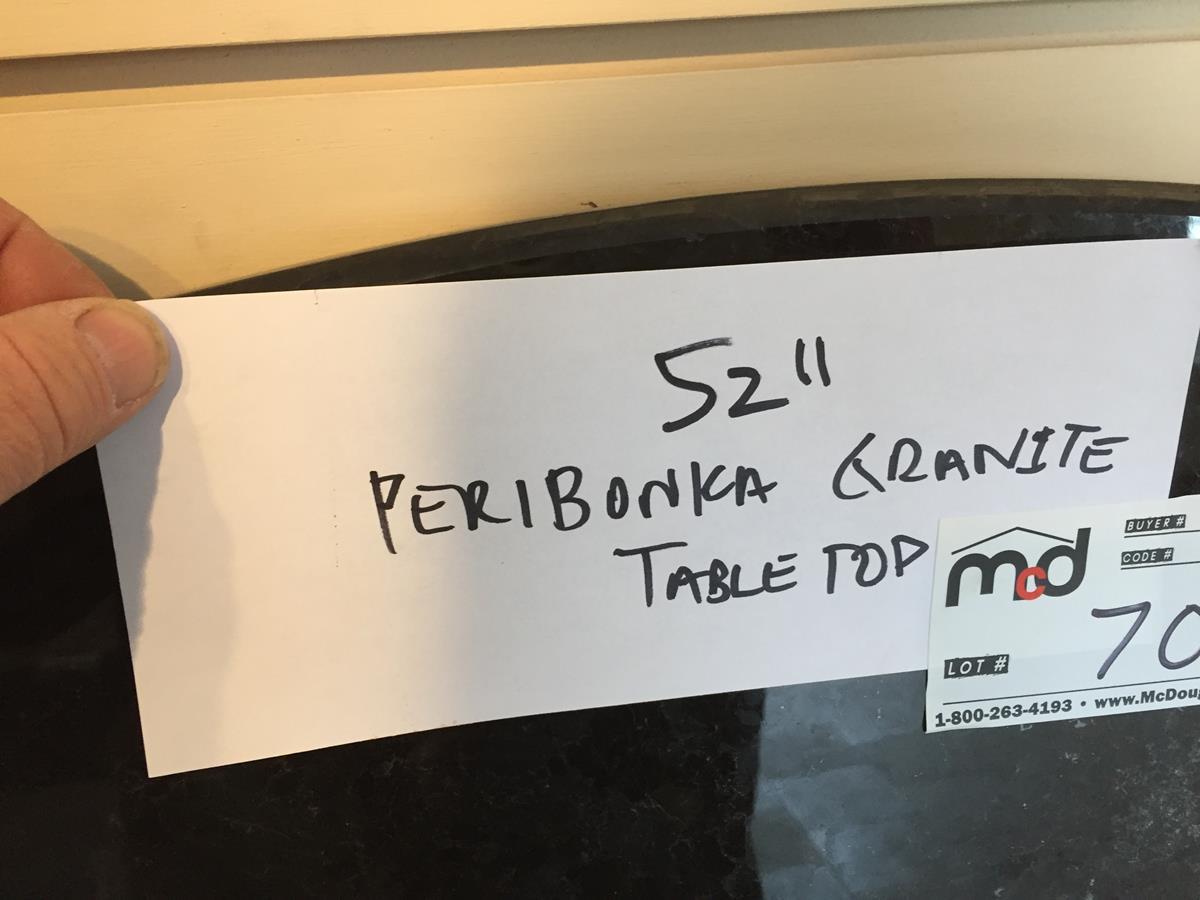 52"
PERIBONKA GRANITE
TABLE TOP
mcd
BUYER #
CODE #
LOT #
70
1-800-263-4193 • www.McDoug